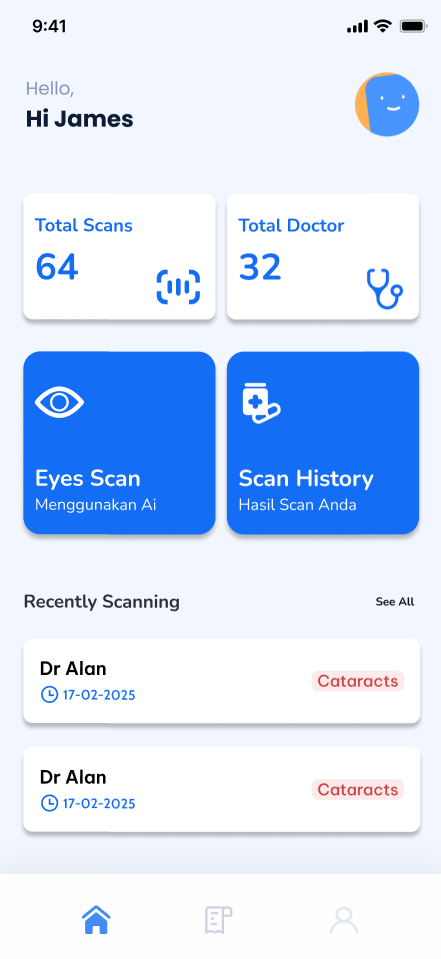 9:41
Hello,
Hi James
Total Scans
64
Total Doctor
32
Eyes Scan
Menggunakan Ai
Scan History
Hasil Scan Anda
Recently Scanning
See All
Dr Alan
17-02-2025
Cataracts
Dr Alan
17-02-2025
Cataracts